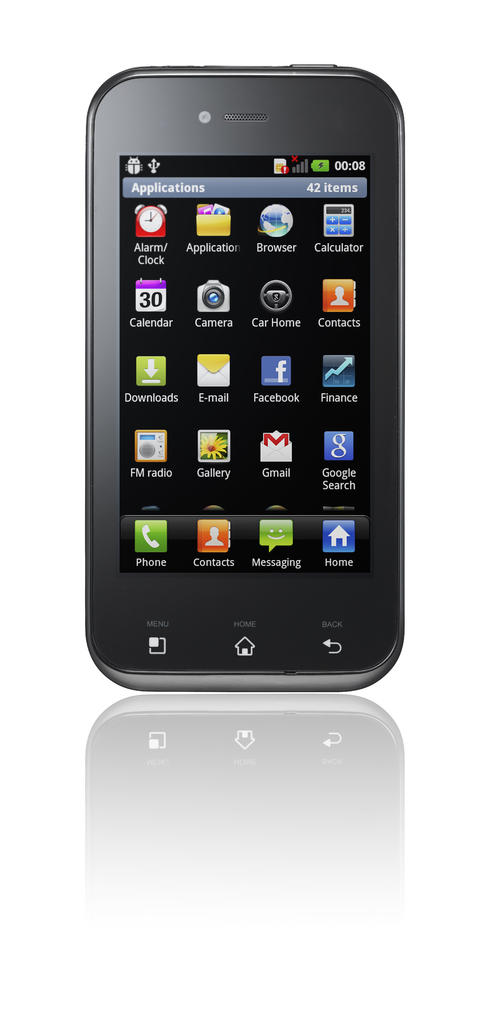 00:08
Applications 42 items
234
Alarm/
Clock
Application
Browser
Calculator
30
Calendar
Camera
Car Home
Contacts
Downloads
E-mail
f
Facebook
Finance
FM radio
Gallery
Gmail
g
Google
Search
Phone
Contacts
Messaging
Home
MENU
HOME
BACK